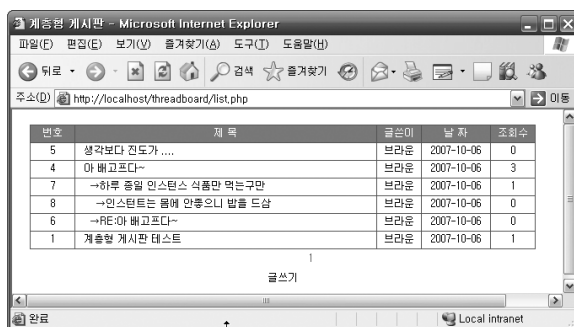 계층형 게시판 - Microsoft Internet Explorer
파일(F) 편집(E) 보기(V) 즐겨찾기(A) 도구(T) 도움말(H)
뒤로 검색 즐겨찾기
주소(D) http://localhost/threadboard/list.php 이동
번호 제 목 글쓴이 날 짜 조회수
5 생각보다 진도가 .... 브라운 2007-10-06 0
4 아 배고프다~ 브라운 2007-10-06 3
7 →하루 종일 인스턴스 식품만 먹는구만 브라운 2007-10-06 1
8 →인스턴트는 몸에 안좋으니 밥을 드삼 브라운 2007-10-06 0
6 →RE:아 배고프다~ 브라운 2007-10-06 0
1 계층형 게시판 테스트 브라운 2007-10-06 1
1
글쓰기
완료 Local intranet